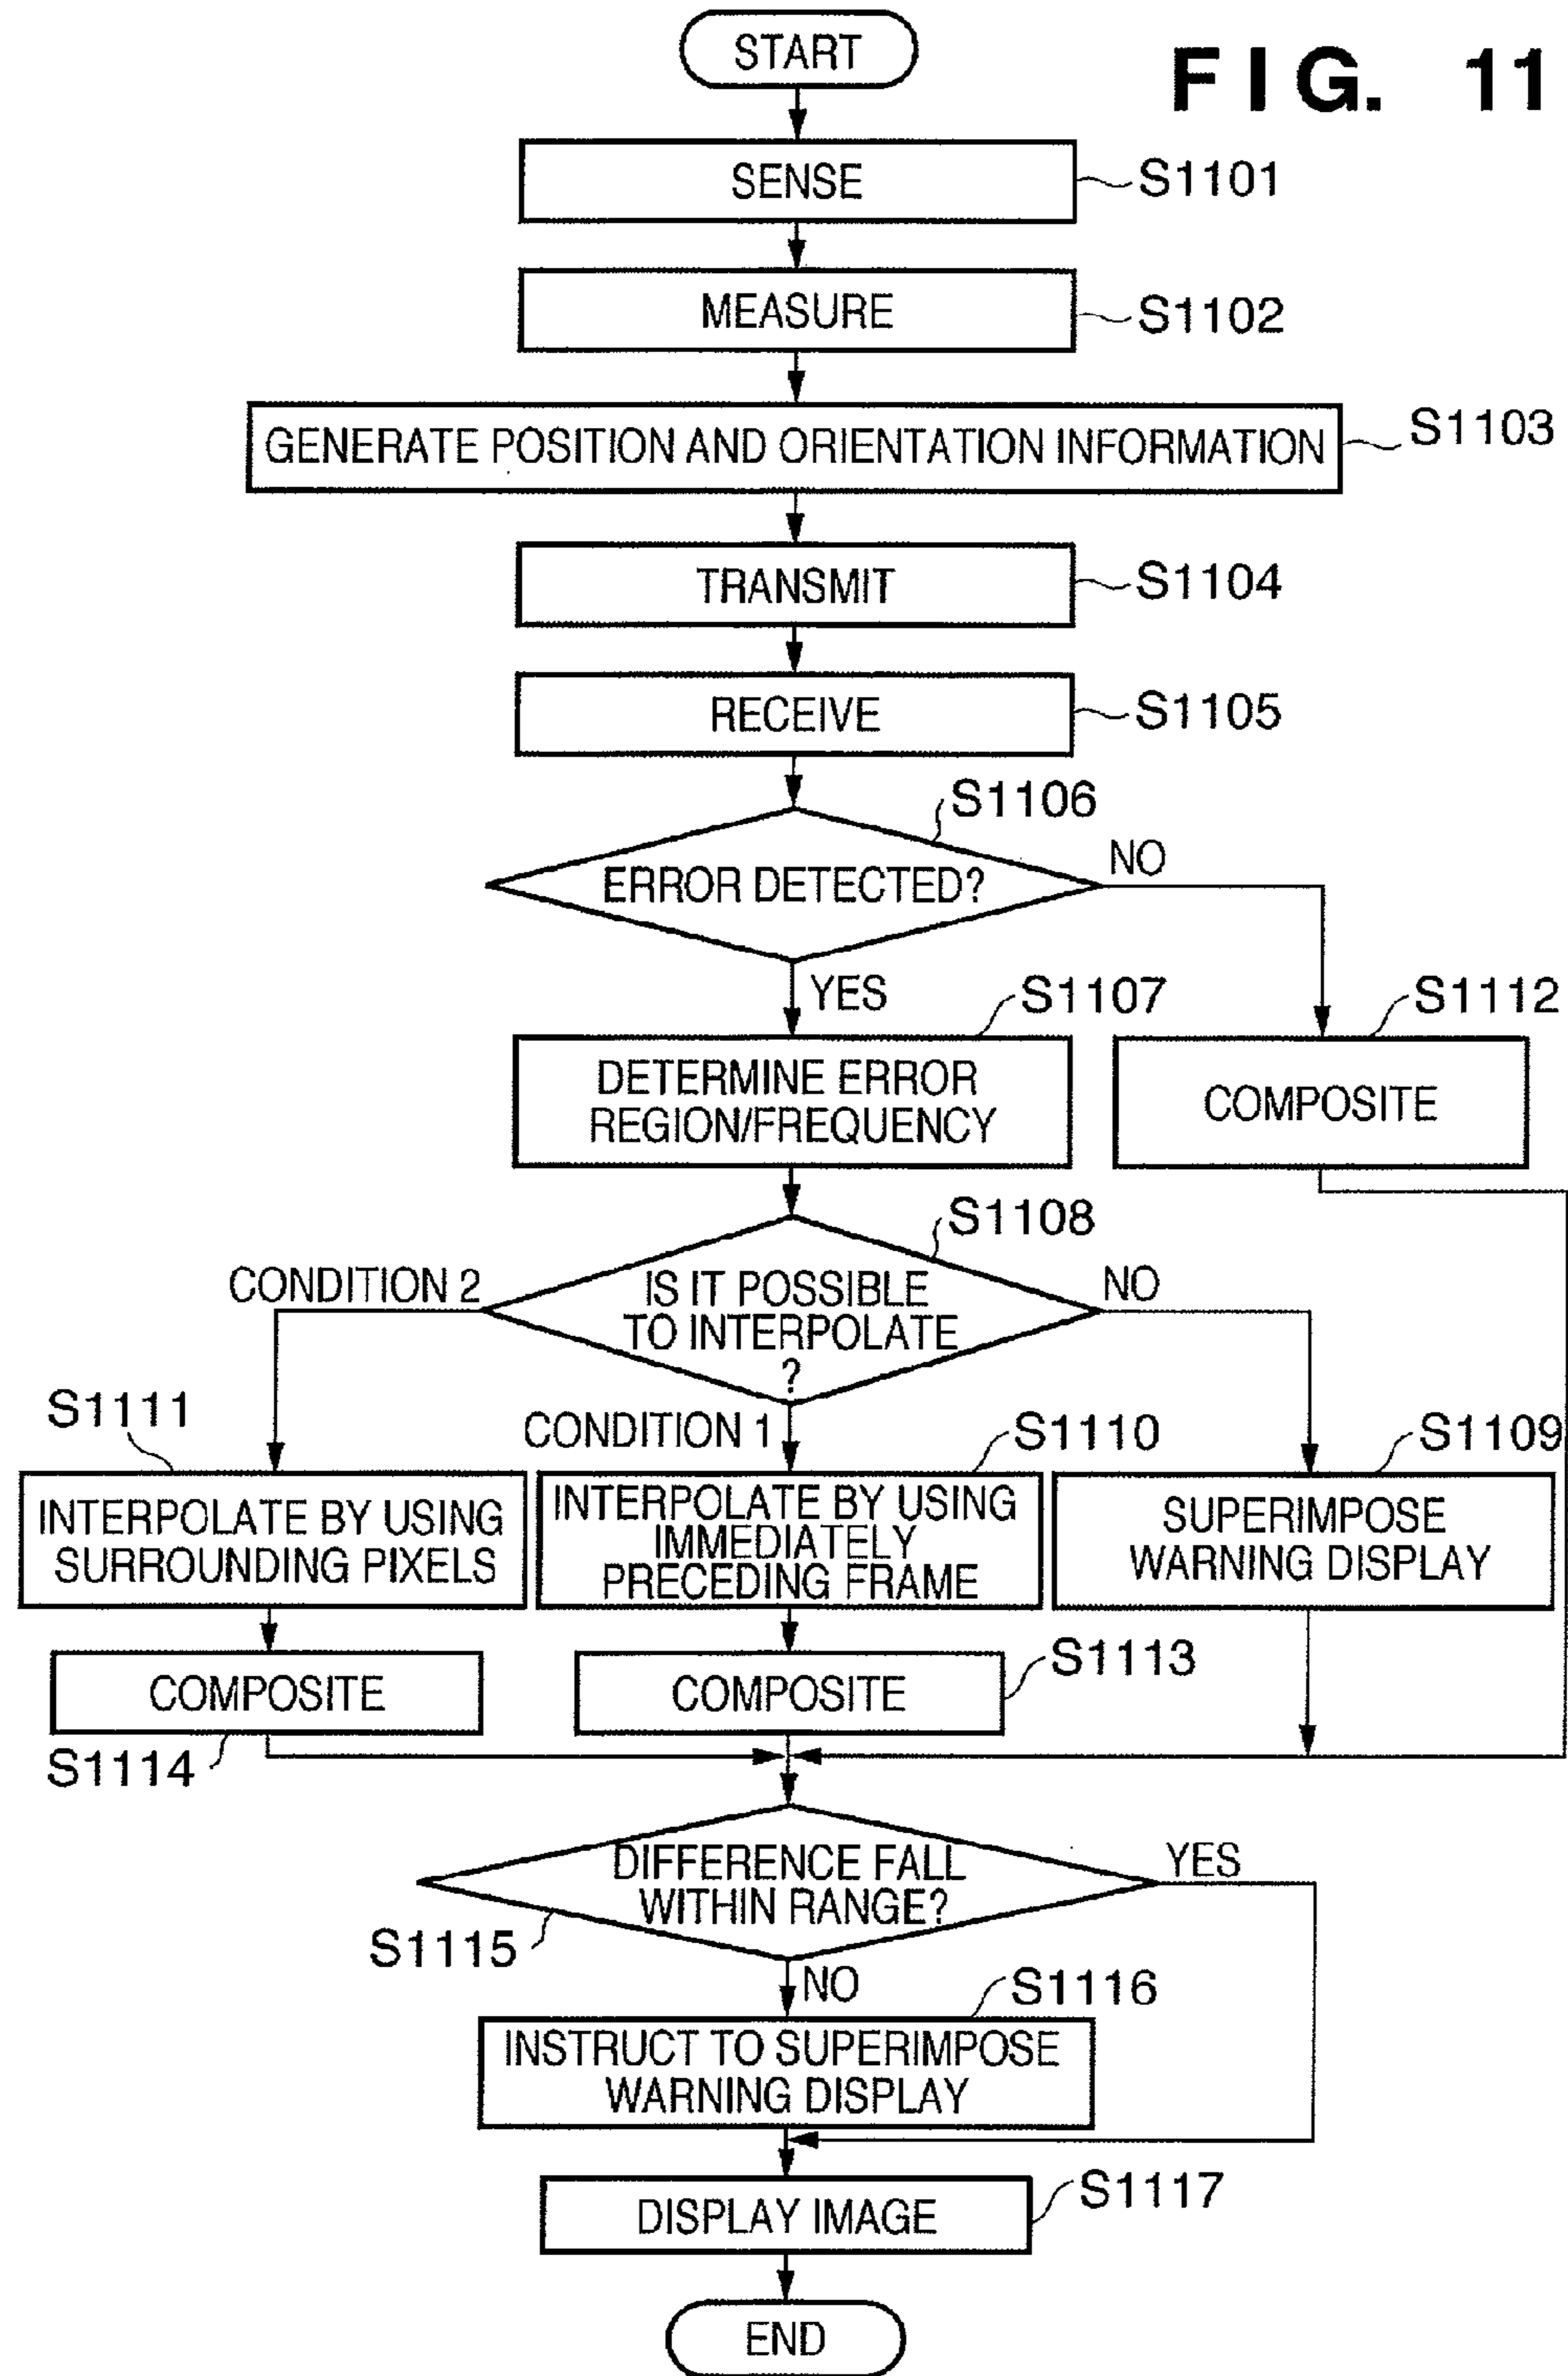 START
FIG. 11
SENSE
S1101
MEASURE
S1102
GENERATE POSITION AND ORIENTATION INFORMATION
S1103
TRANSMIT
S1104
RECEIVE
S1105
S1106
ERROR DETECTED?
NO
YES
S1107
S1112
DETERMINE ERROR
REGION/FREQUENCY
COMPOSITE
S1108
CONDITION 2
IS IT POSSIBLE
TO INTERPOLATE
?
NO
S1111
CONDITION 1
S1110
S1109
INTERPOLATE BY USING
SURROUNDING PIXELS
INTERPOLATE BY USING
IMMEDIATELY
PRECEDING FRAME
SUPERIMPOSE
WARNING DISPLAY
COMPOSITE
S1114
COMPOSITE
S1113
DIFFERENCE FALL
WITHIN RANGE?
YES
S1115
NO
S1116
INSTRUCT TO SUPERIMPOSE
WARNING DISPLAY
S1117
DISPLAY IMAGE
END